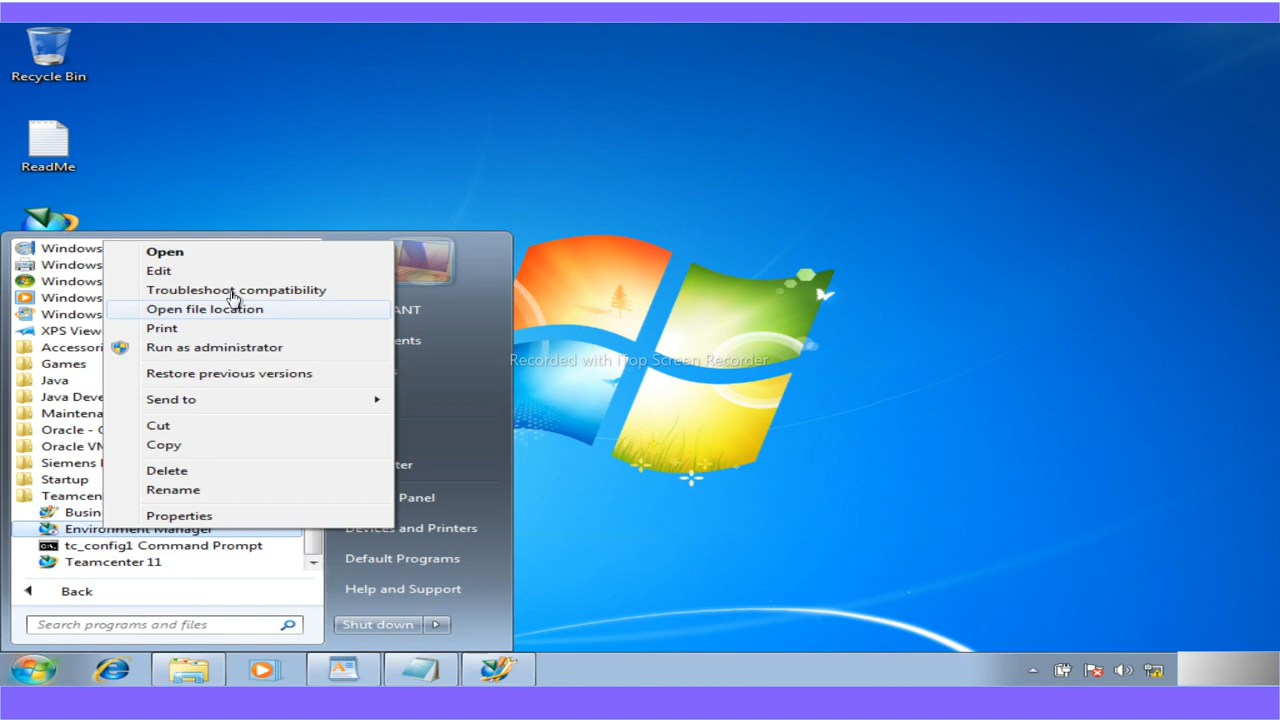 Recycle Bin
ReadMe
Windows
Windows
Windows
Windows
Windows
XPS View
Accessori
Games
Java
Java Deve
Maintena
Oracle - 
Oracle VM
Siemens
Startup
Teamcen
Busin
Environment Manager
tc_config1 Command Prompt
Teamcenter 11
Back
Search programs and files
Open
Edit
Troubleshoot compatibility
Open file location
Print
Run as administrator
Restore previous versions
Send to
Cut
Copy
Delete
Rename
Properties
ANT
ents
ter
Panel
Devices and Printers
Default Programs
Help and Support
Shut down
Recorded with iTop Screen Recorder